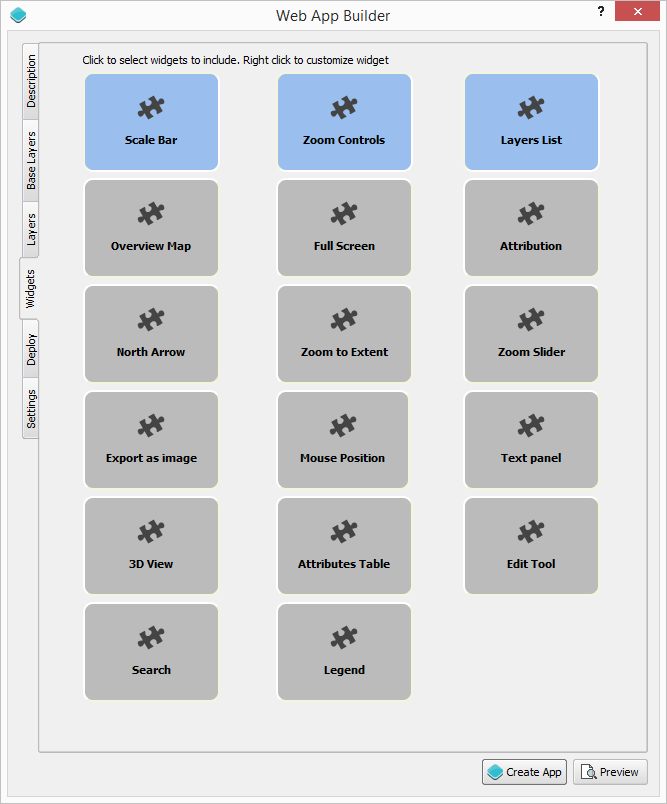 Web App Builder
?
Description
Base Layers
Layers
Widgets
Deploy
Settings
Click to select widgets to include. Right click to customize widget
Scale Bar
Zoom Controls
Layers List
Overview Map
Full Screen
Attribution
North Arrow
Zoom to Extent
Zoom Slider
Export as image
Mouse Position
Text panel
3D View
Attributes Table
Edit Tool
Search
Legend
Create App
Preview